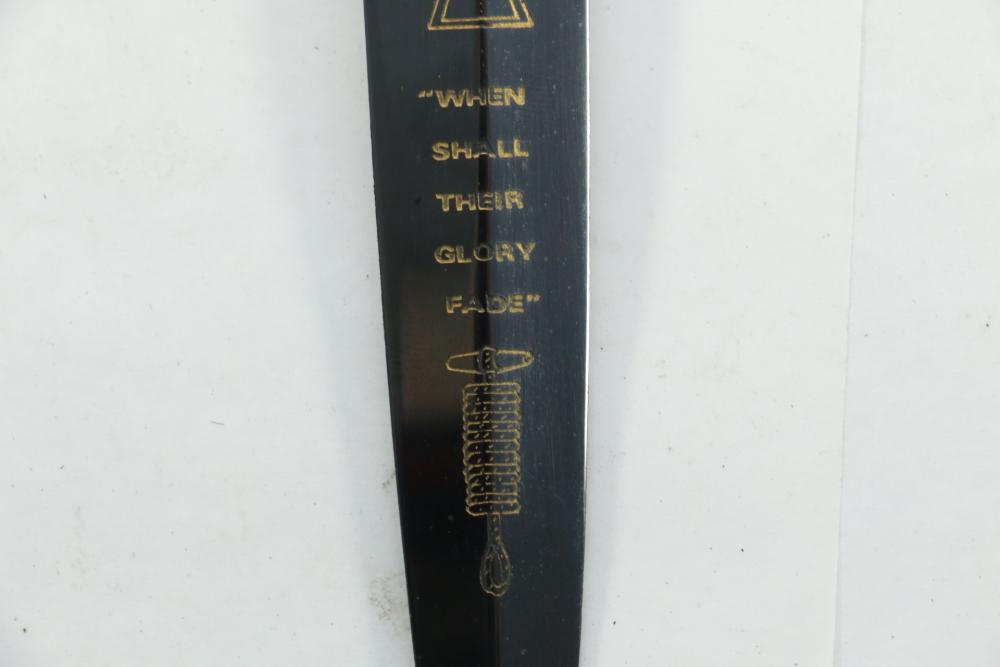 “WHEN
SHALL
THEIR
GLORY
FADE”